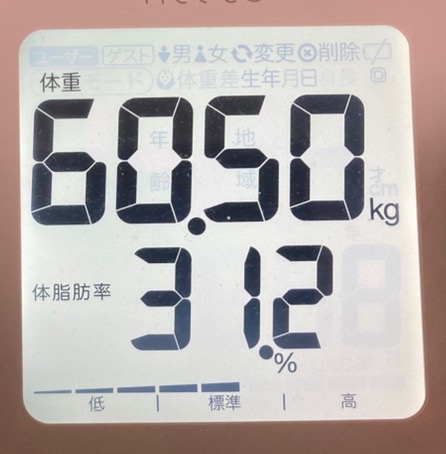 ユーザー ゲスト 男 女 変更 削除
体重
モード 体重差 生年月日
年齢 地域
才
cm
60.50 kg
体脂肪率 31.2 %
低 標準 高